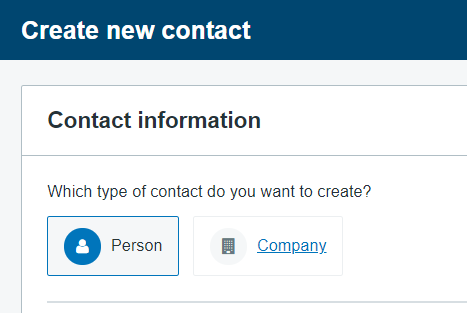 Create new contact
Contact information
Which type of contact do you want to create?
Person
Company